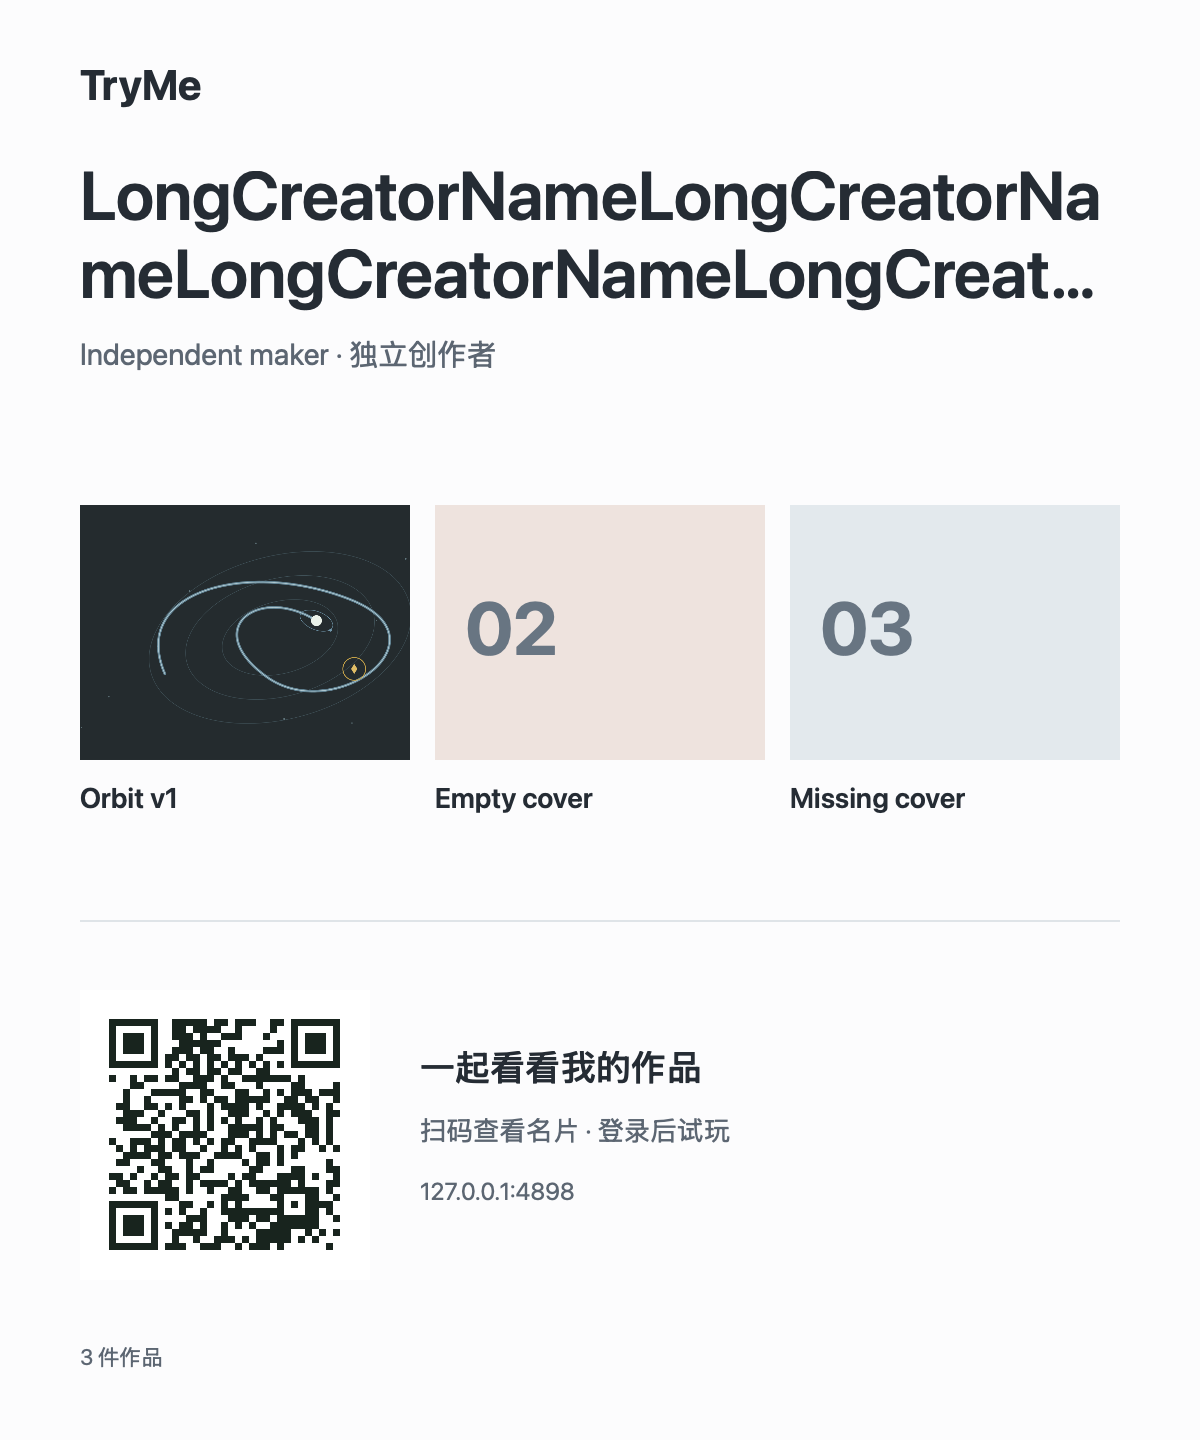 TryMe
LongCreatorNameLongCreatorNa
meLongCreatorNameLongCreat...
Independent maker · 独立创作者
02
03
Orbit v1
Empty cover
Missing cover
一起看看我的作品
扫码查看名片 · 登录后试玩
127.0.0.1:4898
3 件作品